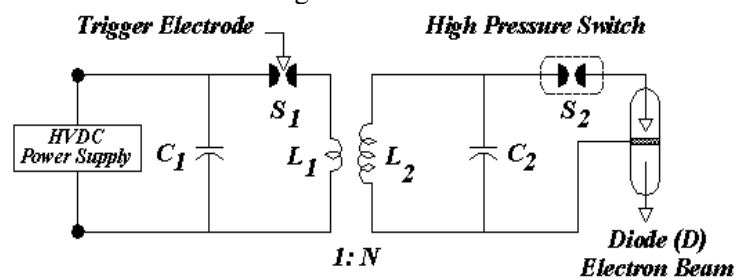 Trigger Electrode
High Pressure Switch
S1
S2
HVDC
Power Supply
C1
L1
L2
C2
1: N
Diode (D)
Electron Beam